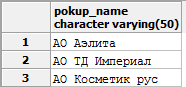 pokup_name
character varying(50)
1 АО Аэлита
2 АО ТД Империал
3 АО Косметик рус